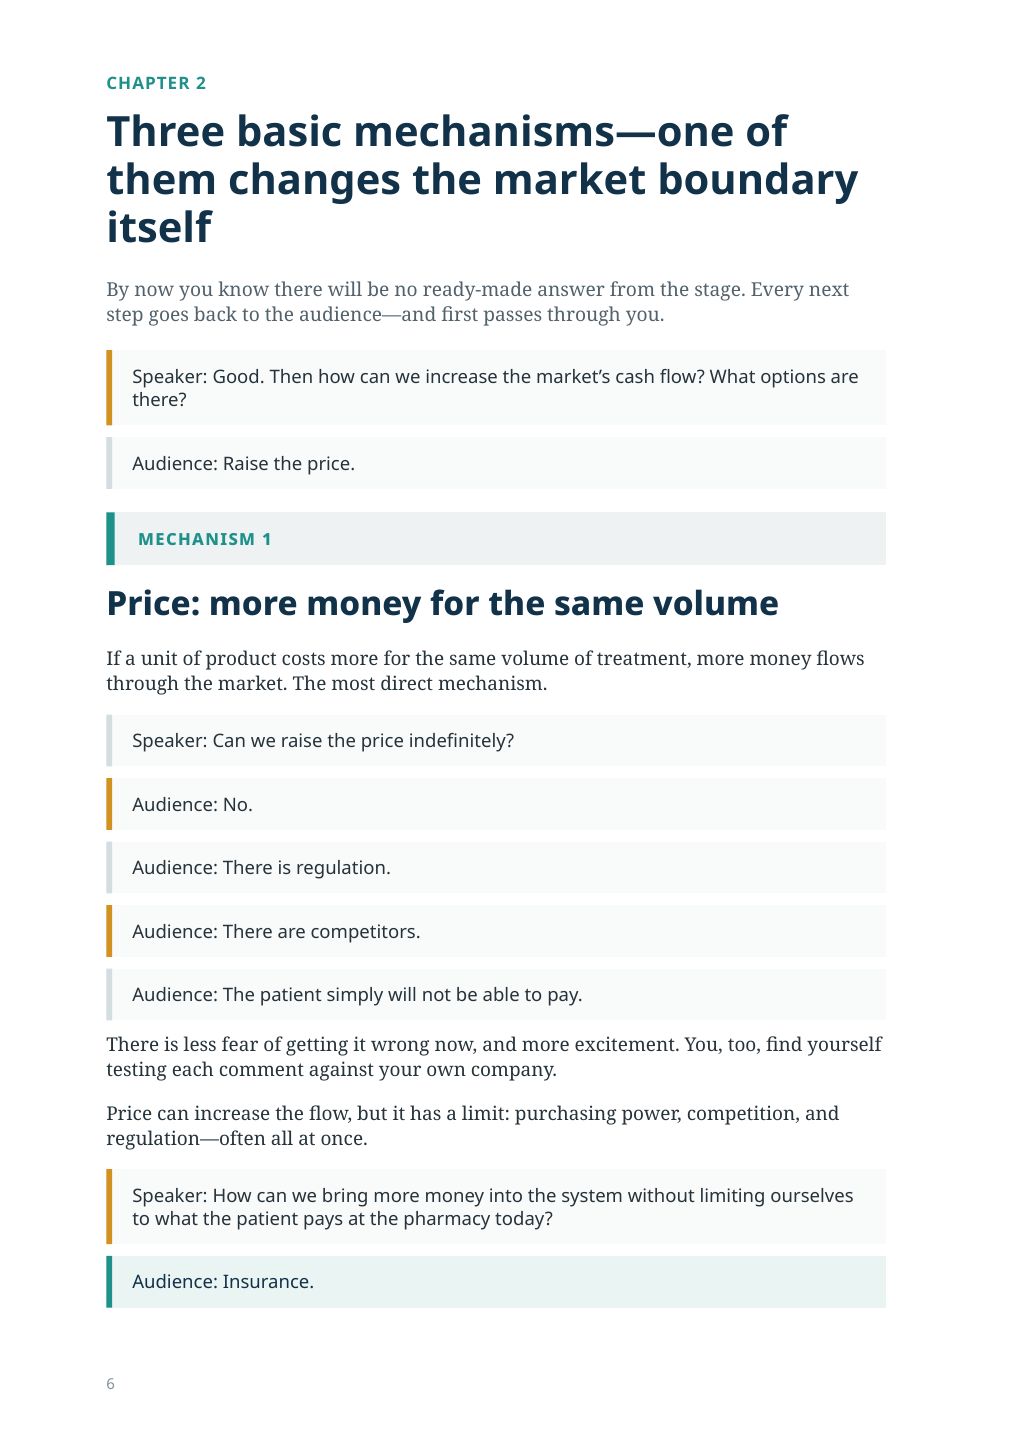 CHAPTER 2
Three basic mechanisms—one of
them changes the market boundary
itself
By now you know there will be no ready-made answer from the stage. Every next
step goes back to the audience—and first passes through you.
Speaker: Good. Then how can we increase the market’s cash flow? What options are
there?
Audience: Raise the price.
MECHANISM 1
Price: more money for the same volume
If a unit of product costs more for the same volume of treatment, more money flows
through the market. The most direct mechanism.
Speaker: Can we raise the price indefinitely?
Audience: No.
Audience: There is regulation.
Audience: There are competitors.
Audience: The patient simply will not be able to pay.
There is less fear of getting it wrong now, and more excitement. You, too, find yourself
testing each comment against your own company.
Price can increase the flow, but it has a limit: purchasing power, competition, and
regulation—often all at once.
Speaker: How can we bring more money into the system without limiting ourselves
to what the patient pays at the pharmacy today?
Audience: Insurance.
6